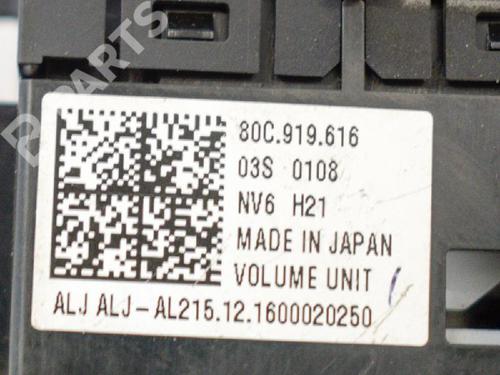 B-PARTS
80C.919.616
03S 0108
NV6 H21
MADE IN JAPAN
VOLUME UNIT
ALJ ALJ-AL215.12.1600020250